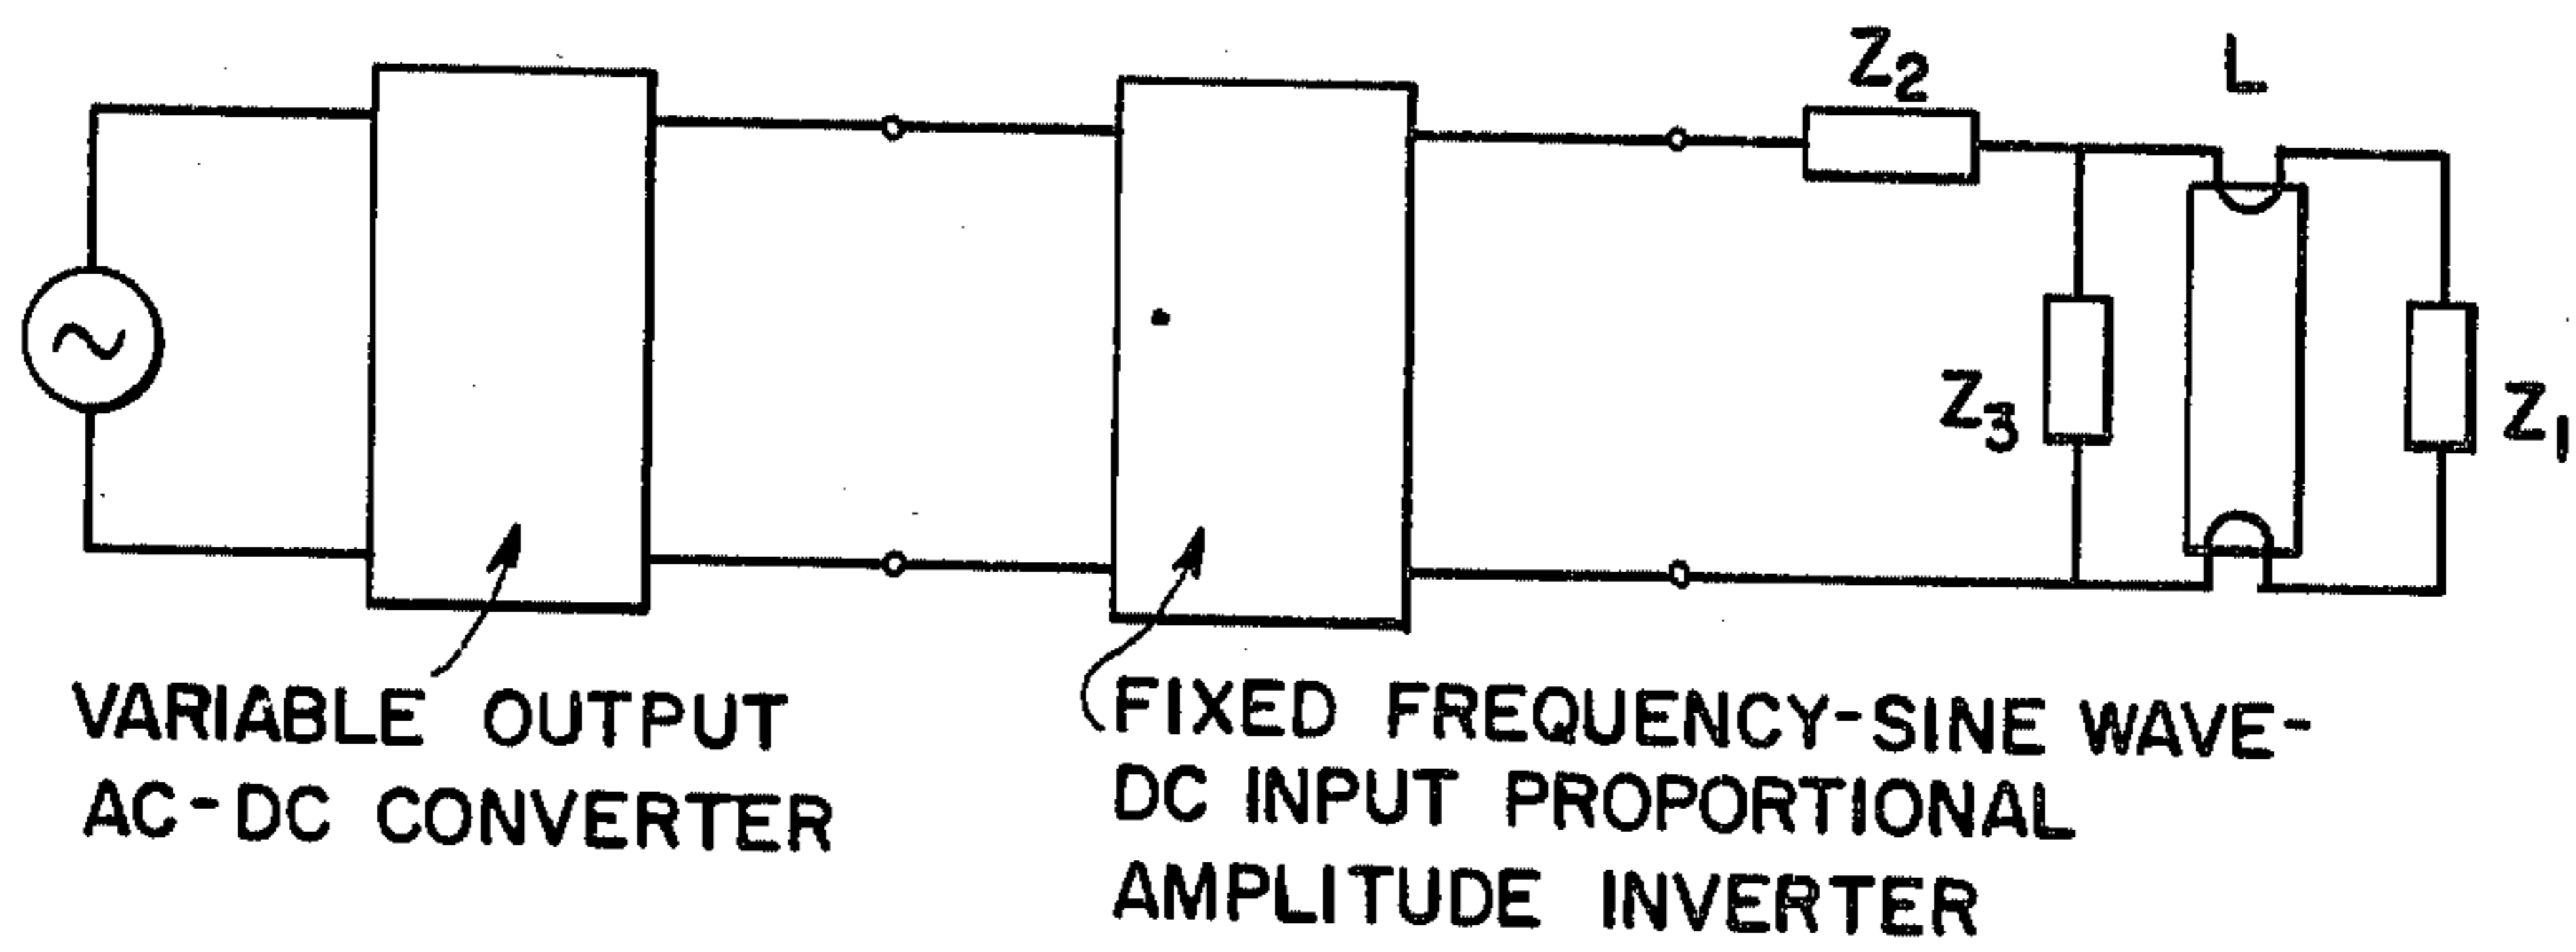 Z2
L
Z3
Z1
VARIABLE OUTPUT
AC-DC CONVERTER
FIXED FREQUENCY-SINE WAVE-
DC INPUT PROPORTIONAL
AMPLITUDE INVERTER